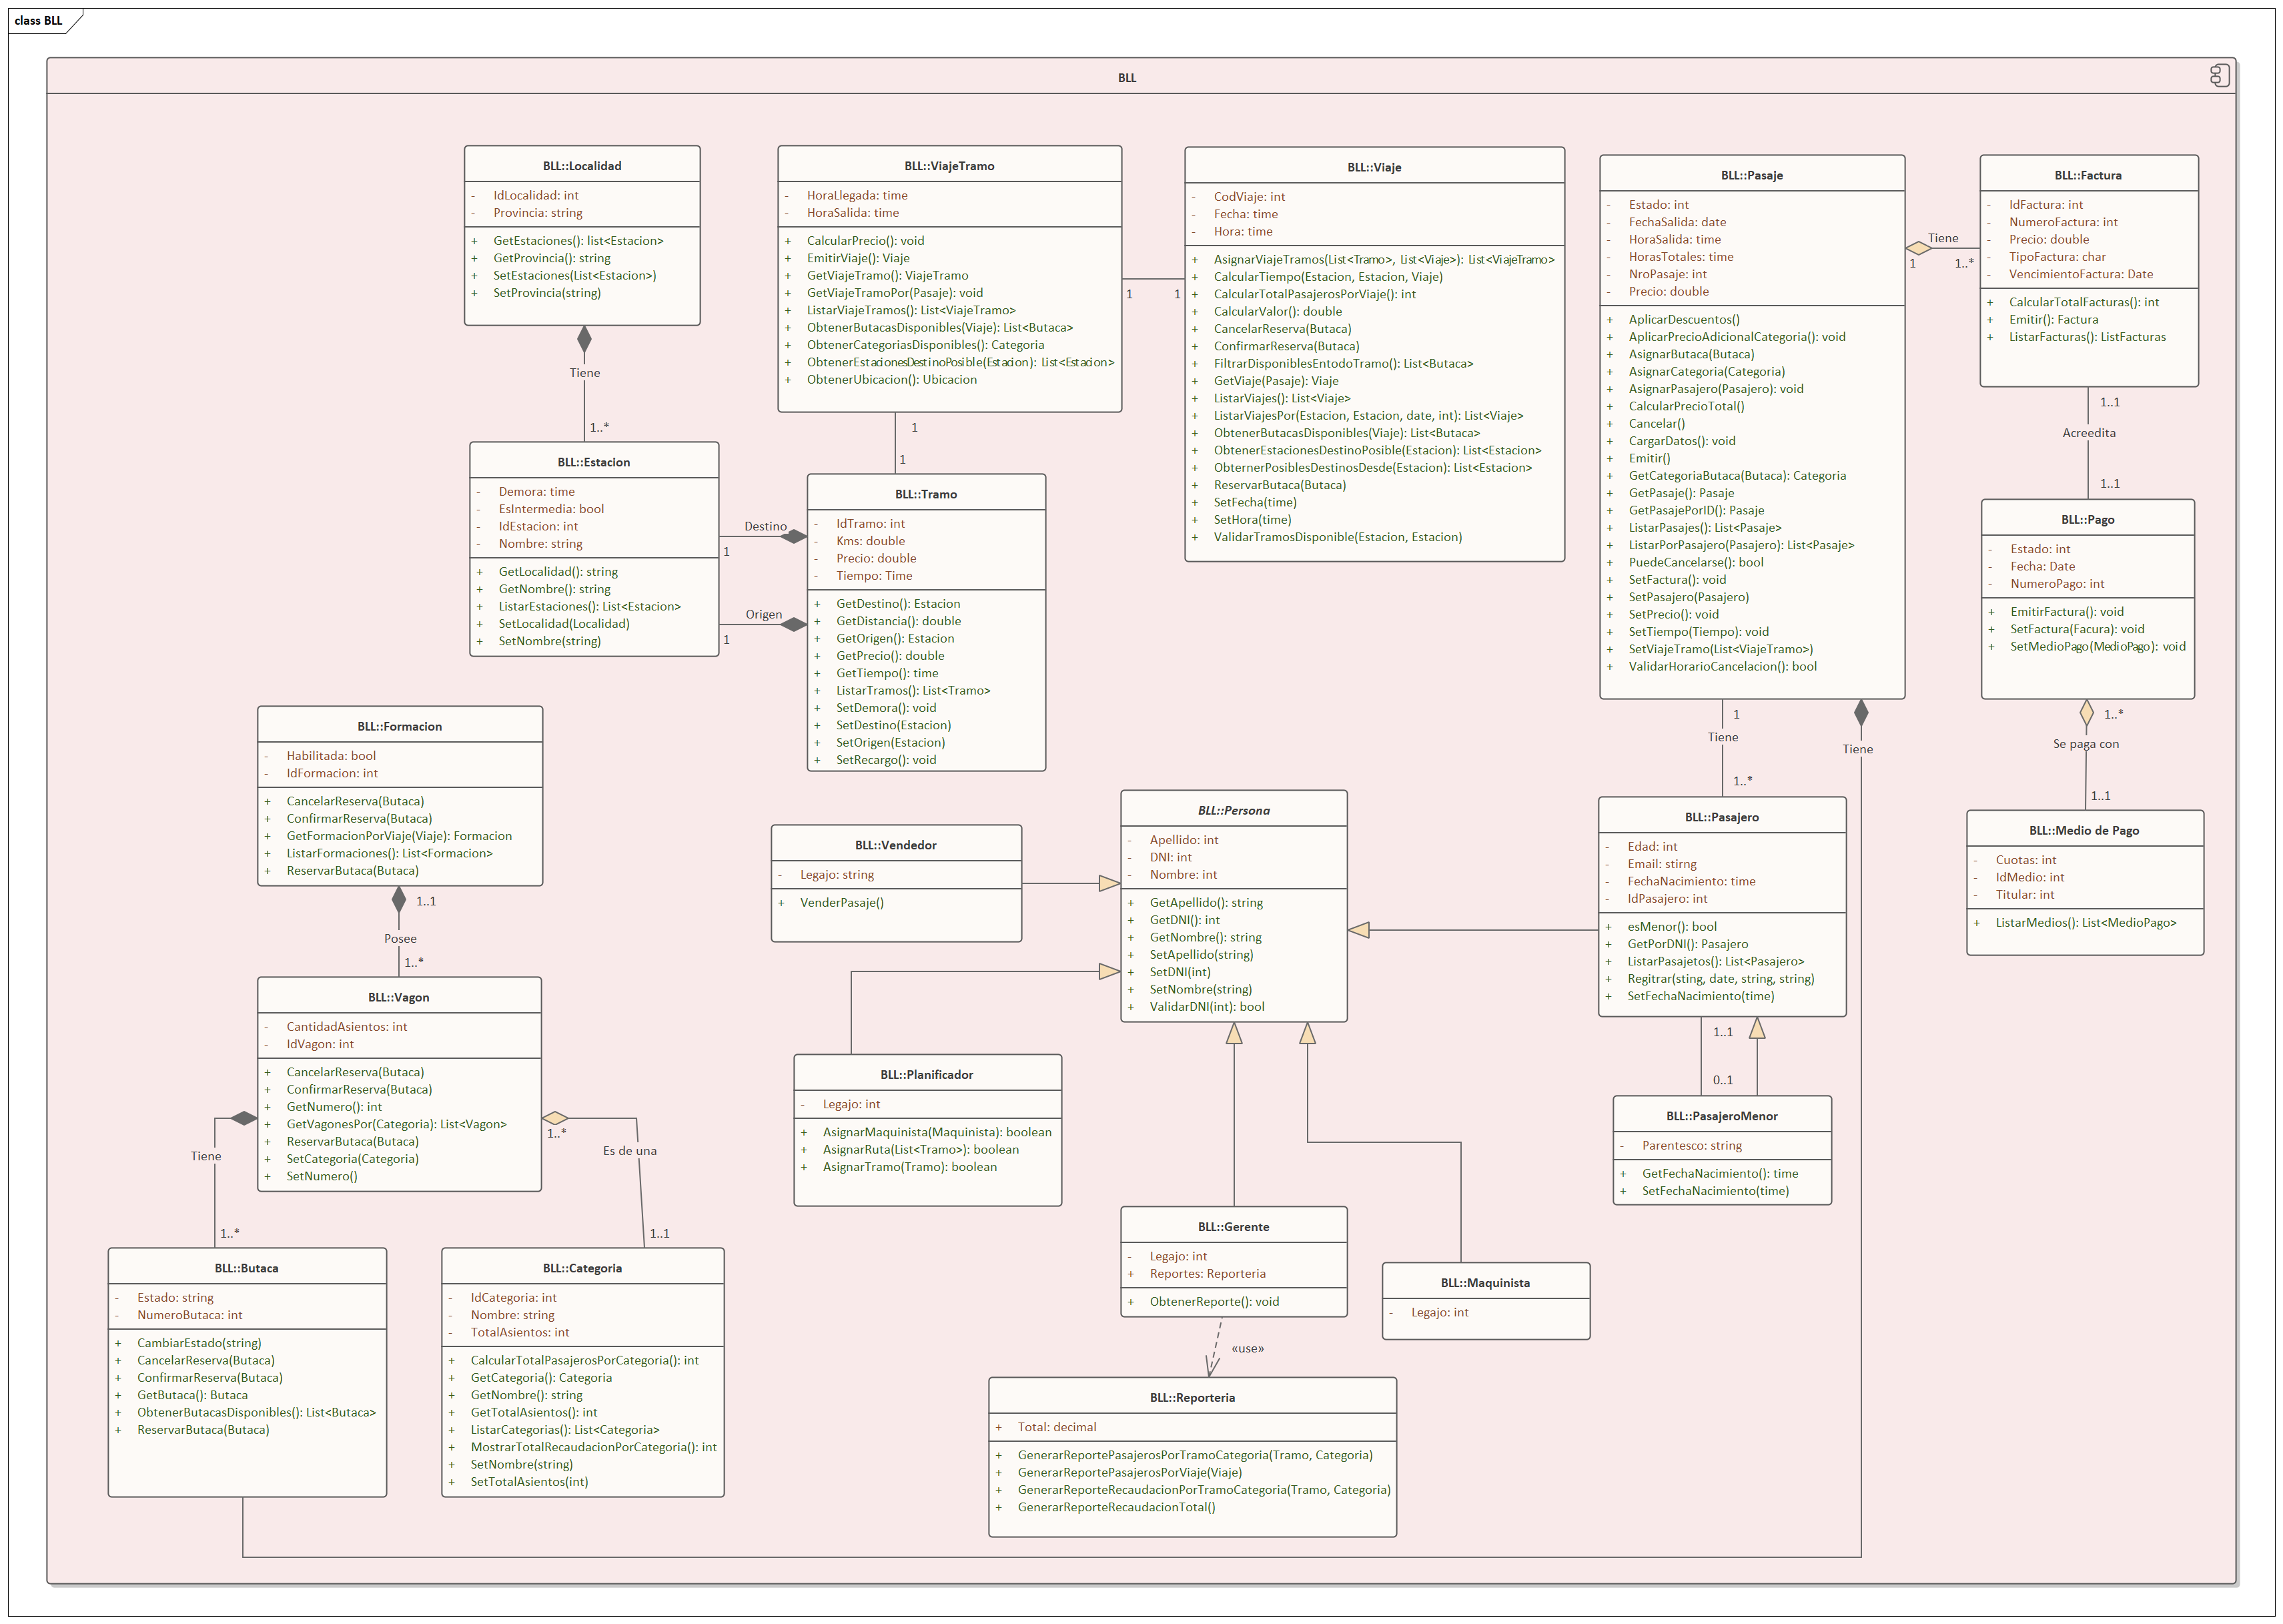 class BLL
BLL
BLL::Localidad
- IdLocalidad: int
- Provincia: string
+ GetEstaciones(): list<Estacion>
+ GetProvincia(): string
+ SetEstaciones(List<Estacion>)
+ SetProvincia(string)
Tiene
1..*
BLL::ViajeTramo
- HoraLlegada: time
- HoraSalida: time
+ CalcularPrecio(): void
+ EmitirViaje(): Viaje
+ GetViajeTramo(): ViajeTramo
+ GetViajeTramoPor(Pasaje): void
+ ListarViajeTramos(): List<ViajeTramo>
+ ObtenerButacasDisponibles(Viaje): List<Butaca>
+ ObtenerCategoriasDisponibles(): Categoria
+ ObtenerEstacionesDestinoPosible(Estacion): List<Estacion>
+ ObtenerUbicacion(): Ubicacion
1
1
1
1
BLL::Viaje
- CodViaje: int
- Fecha: time
- Hora: time
+ AsignarViajeTramos(List<Tramo>, List<Viaje>): List<ViajeTramo>
+ CalcularTiempo(Estacion, Estacion, Viaje)
+ CalcularTotalPasajerosPorViaje(): int
+ CalcularValor(): double
+ CancelarReserva(Butaca)
+ ConfirmarReserva(Butaca)
+ FiltrarDisponiblesEntodoTramo(): List<Butaca>
+ GetViaje(Pasaje): Viaje
+ ListarViajes(): List<Viaje>
+ ListarViajesPor(Estacion, Estacion, date, int): List<Viaje>
+ ObtenerButacasDisponibles(Viaje): List<Butaca>
+ ObtenerEstacionesDestinoPosible(Estacion): List<Estacion>
+ ObternerPosiblesDestinosDesde(Estacion): List<Estacion>
+ ReservarButaca(Butaca)
+ SetFecha(time)
+ SetHora(time)
+ ValidarTramosDisponible(Estacion, Estacion)
BLL::Pasaje
- Estado: int
- FechaSalida: date
- HoraSalida: time
- HorasTotales: time
- NroPasaje: int
- Precio: double
+ AplicarDescuentos()
+ AplicarPrecioAdicionalCategoria(): void
+ AsignarButaca(Butaca)
+ AsignarCategoria(Categoria)
+ AsignarPasajero(Pasajero): void
+ CalcularPrecioTotal()
+ Cancelar()
+ CargarDatos(): void
+ Emitir()
+ GetCategoriaButaca(Butaca): Categoria
+ GetPasaje(): Pasaje
+ GetPasajePorID(): Pasaje
+ ListarPasajes(): List<Pasaje>
+ ListarPorPasajero(Pasajero): List<Pasaje>
+ PuedeCancelarse(): bool
+ SetFactura(): void
+ SetPasajero(Pasajero)
+ SetPrecio(): void
+ SetTiempo(Tiempo): void
+ SetViajeTramo(List<ViajeTramo>)
+ ValidarHorarioCancelacion(): bool
Tiene
1
1..*
BLL::Factura
- IdFactura: int
- NumeroFactura: int
- Precio: double
- TipoFactura: char
- VencimientoFactura: Date
+ CalcularTotalFacturas(): int
+ Emitir(): Factura
+ ListarFacturas(): ListFacturas
1..1
Acreedita
1..1
BLL::Pago
- Estado: int
- Fecha: Date
- NumeroPago: int
+ EmitirFactura(): void
+ SetFactura(Facura): void
+ SetMedioPago(MedioPago): void
1..*
Se paga con
1..1
BLL::Medio de Pago
- Cuotas: int
- IdMedio: int
- Titular: int
+ ListarMedios(): List<MedioPago>
BLL::Estacion
- Demora: time
- EsIntermedia: bool
- IdEstacion: int
- Nombre: string
+ GetLocalidad(): string
+ GetNombre(): string
+ ListarEstaciones(): List<Estacion>
+ SetLocalidad(Localidad)
+ SetNombre(string)
Destino
1
Origen
1
BLL::Tramo
- IdTramo: int
- Kms: double
- Precio: double
- Tiempo: Time
+ GetDestino(): Estacion
+ GetDistancia(): double
+ GetOrigen(): Estacion
+ GetPrecio(): double
+ GetTiempo(): time
+ ListarTramos(): List<Tramo>
+ SetDemora(): void
+ SetDestino(Estacion)
+ SetOrigen(Estacion)
+ SetRecargo(): void
1
Tiene
1..*
Tiene
BLL::Formacion
- Habilitada: bool
- IdFormacion: int
+ CancelarReserva(Butaca)
+ ConfirmarReserva(Butaca)
+ GetFormacionPorViaje(Viaje): Formacion
+ ListarFormaciones(): List<Formacion>
+ ReservarButaca(Butaca)
1..1
Posee
1..*
BLL::Vendedor
- Legajo: string
+ VenderPasaje()
BLL::Persona
- Apellido: int
- DNI: int
- Nombre: int
+ GetApellido(): string
+ GetDNI(): int
+ GetNombre(): string
+ SetApellido(string)
+ SetDNI(int)
+ SetNombre(string)
+ ValidarDNI(int): bool
BLL::Pasajero
- Edad: int
- Email: stirng
- FechaNacimiento: time
- IdPasajero: int
+ esMenor(): bool
+ GetPorDNI(): Pasajero
+ ListarPasajetos(): List<Pasajero>
+ Regitrar(sting, date, string, string)
+ SetFechaNacimiento(time)
1..1
0..1
BLL::PasajeroMenor
- Parentesco: string
+ GetFechaNacimiento(): time
+ SetFechaNacimiento(time)
BLL::Vagon
- CantidadAsientos: int
- IdVagon: int
+ CancelarReserva(Butaca)
+ ConfirmarReserva(Butaca)
+ GetNumero(): int
+ GetVagonesPor(Categoria): List<Vagon>
+ ReservarButaca(Butaca)
+ SetCategoria(Categoria)
+ SetNumero()
Tiene
1..*
1..*
Es de una
1..1
BLL::Planificador
- Legajo: int
+ AsignarMaquinista(Maquinista): boolean
+ AsignarRuta(List<Tramo>): boolean
+ AsignarTramo(Tramo): boolean
BLL::Gerente
- Legajo: int
+ Reportes: Reporteria
+ ObtenerReporte(): void
«use»
BLL::Maquinista
- Legajo: int
BLL::Butaca
- Estado: string
- NumeroButaca: int
+ CambiarEstado(string)
+ CancelarReserva(Butaca)
+ ConfirmarReserva(Butaca)
+ GetButaca(): Butaca
+ ObtenerButacasDisponibles(): List<Butaca>
+ ReservarButaca(Butaca)
BLL::Categoria
- IdCategoria: int
- Nombre: string
- TotalAsientos: int
+ CalcularTotalPasajerosPorCategoria(): int
+ GetCategoria(): Categoria
+ GetNombre(): string
+ GetTotalAsientos(): int
+ ListarCategorias(): List<Categoria>
+ MostrarTotalRecaudacionPorCategoria(): int
+ SetNombre(string)
+ SetTotalAsientos(int)
BLL::Reporteria
+ Total: decimal
+ GenerarReportePasajerosPorTramoCategoria(Tramo, Categoria)
+ GenerarReportePasajerosPorViaje(Viaje)
+ GenerarReporteRecaudacionPorTramoCategoria(Tramo, Categoria)
+ GenerarReporteRecaudacionTotal()